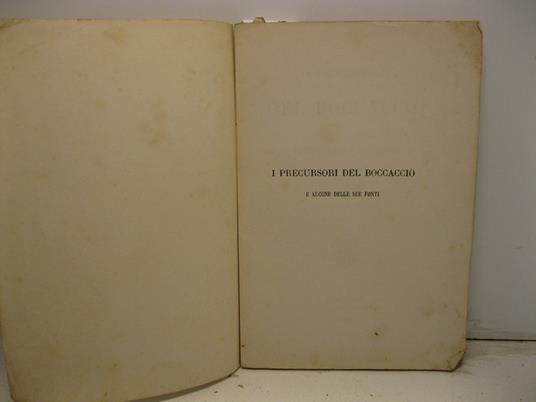 I PRECURSORI DEL BOCCACCIO
E ALCUNE DELLE SUE FONTI